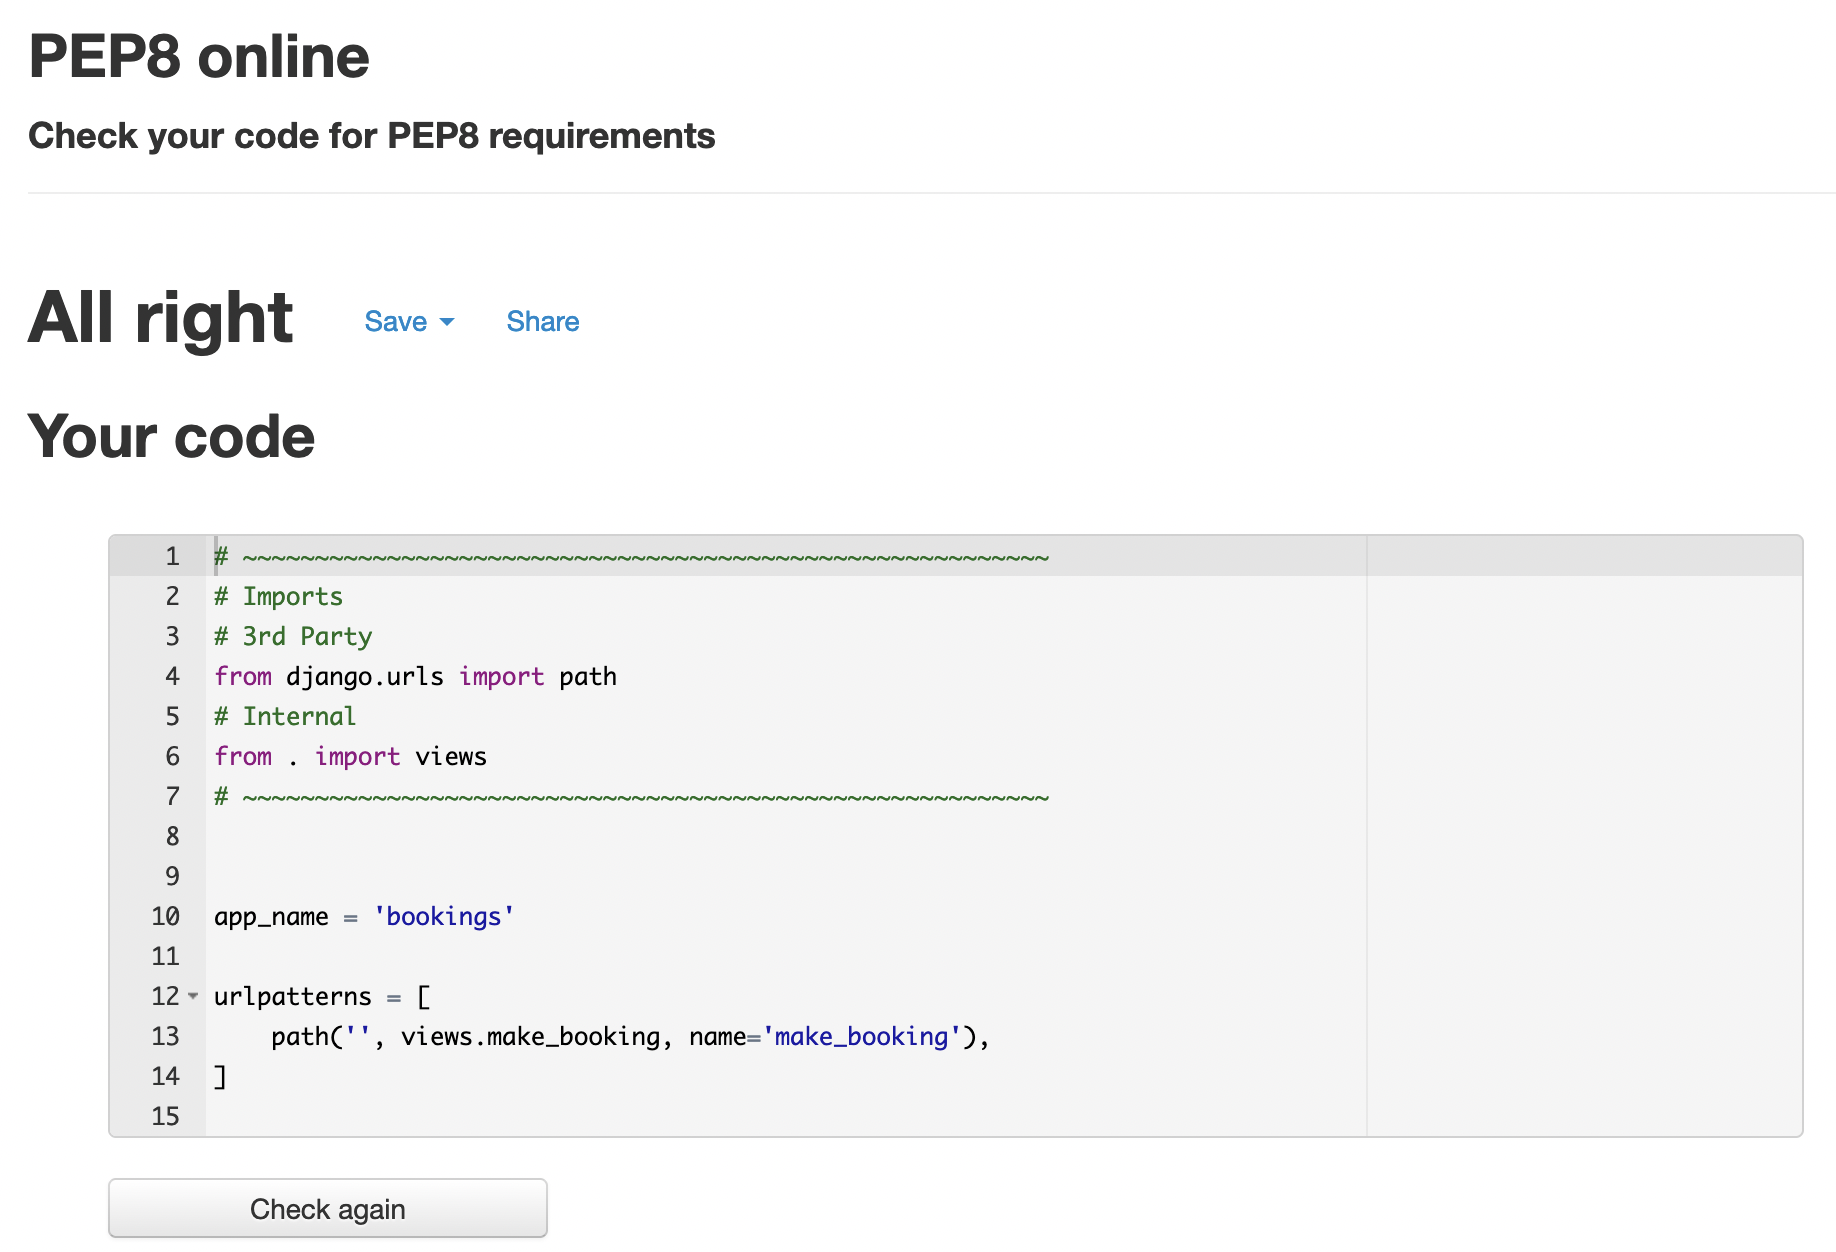 PEP8 online
Check your code for PEP8 requirements
All right Save Share
Your code
1 # ~~~~~~~~~~~~~~~~~~~~~~~~~~~~~~~~~~~~~~~~~~~~~~~~~~~~~~~~
2 # Imports
3 # 3rd Party
4 from django.urls import path
5 # Internal
6 from . import views
7 # ~~~~~~~~~~~~~~~~~~~~~~~~~~~~~~~~~~~~~~~~~~~~~~~~~~~~~~~~
8
9
10 app_name = 'bookings'
11
12 urlpatterns = [
13     path('', views.make_booking, name='make_booking'),
14 ]
15
Check again